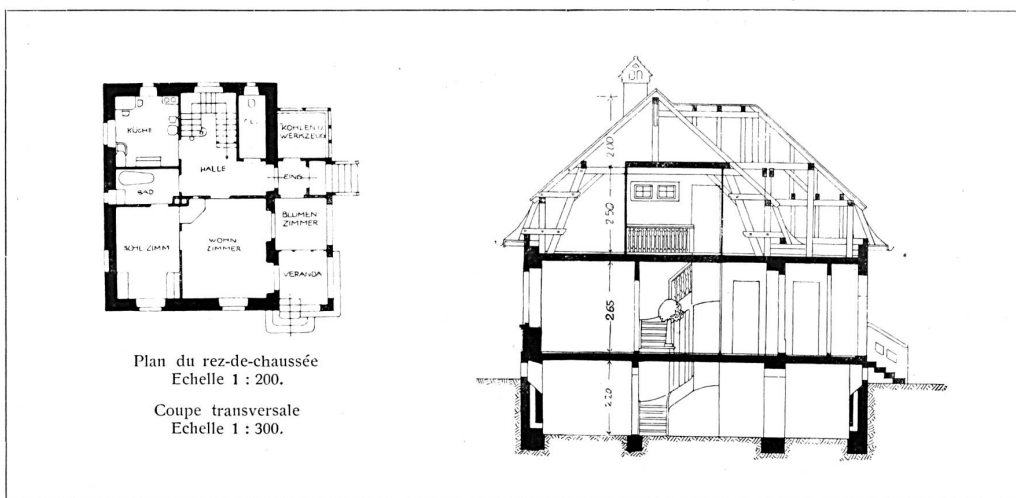 KÜCHE
KOHLEN U
WERKZEUG
HALLE
EING
BAD
BLUMEN
ZIMMER
SCHL. ZIMM
WOHN
ZIMMER
VERANDA
Plan du rez-de-chaussée
Echelle 1 : 200.
Coupe transversale
Echelle 1 : 300.
200
250
265